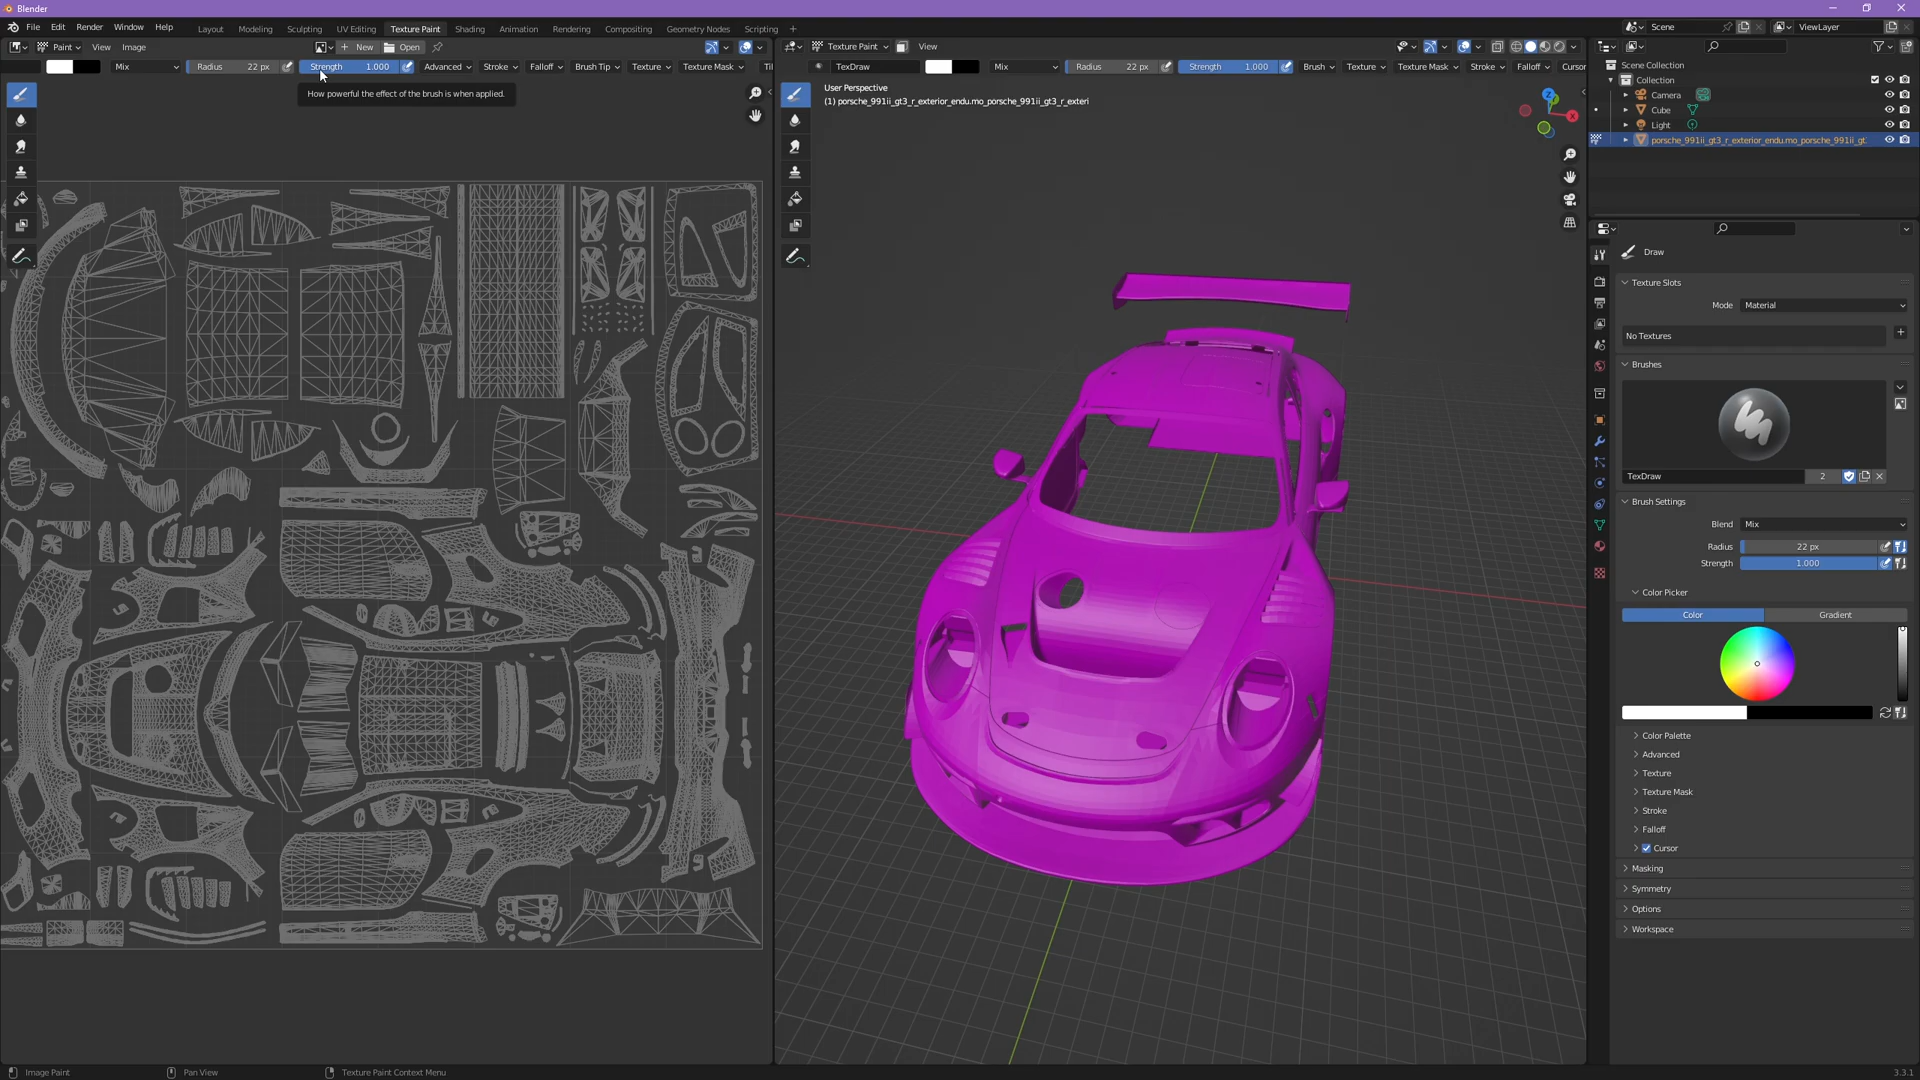 Blender
File Edit Render Window Help Layout Modeling Sculpting UV Editing Texture Paint Shading Animation Rendering Compositing Geometry Nodes Scripting + Scene ViewLayer
Paint View Image New Open Texture Paint View
Mix Radius 22 px Strength 1.000 Advanced Stroke Falloff Brush Tip Texture Texture Mask Til TexDraw Mix Radius 22 px Strength 1.000 Brush Texture Texture Mask Stroke Falloff Cursor
How powerful the effect of the brush is when applied.
User Perspective
(1) porsche_991ii_gt3_r_exterior_endu.mo_porsche_991ii_gt3_r_exteri
X
Z
Scene Collection
Collection
Camera
Cube
Light
porsche_991ii_gt3_r_exterior_endu.mo_porsche_991ii_gt
Draw
Texture Slots
Mode Material
No Textures
Brushes
TexDraw 2
Brush Settings
Blend Mix
Radius 22 px
Strength 1.000
Color Picker
Color Gradient
Color Palette
Advanced
Texture
Texture Mask
Stroke
Falloff
Cursor
Masking
Symmetry
Options
Workspace
Image Paint Pan View Texture Paint Context Menu 3.3.1